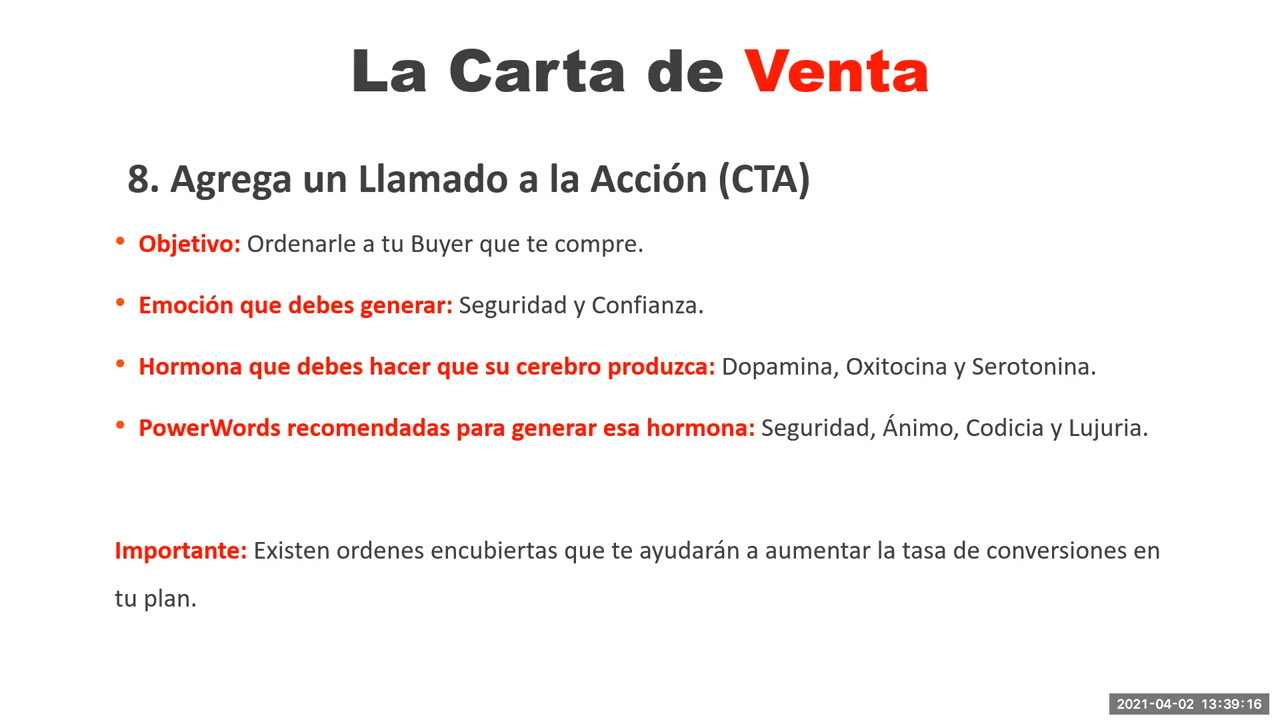 La Carta de Venta
8. Agrega un Llamado a la Acción (CTA)
• Objetivo: Ordenarle a tu Buyer que te compre.
• Emoción que debes generar: Seguridad y Confianza.
• Hormona que debes hacer que su cerebro produzca: Dopamina, Oxitocina y Serotonina.
• PowerWords recomendadas para generar esa hormona: Seguridad, Ánimo, Codicia y Lujuria.
Importante: Existen ordenes encubiertas que te ayudarán a aumentar la tasa de conversiones en
tu plan.
2021-04-02 13:39:16